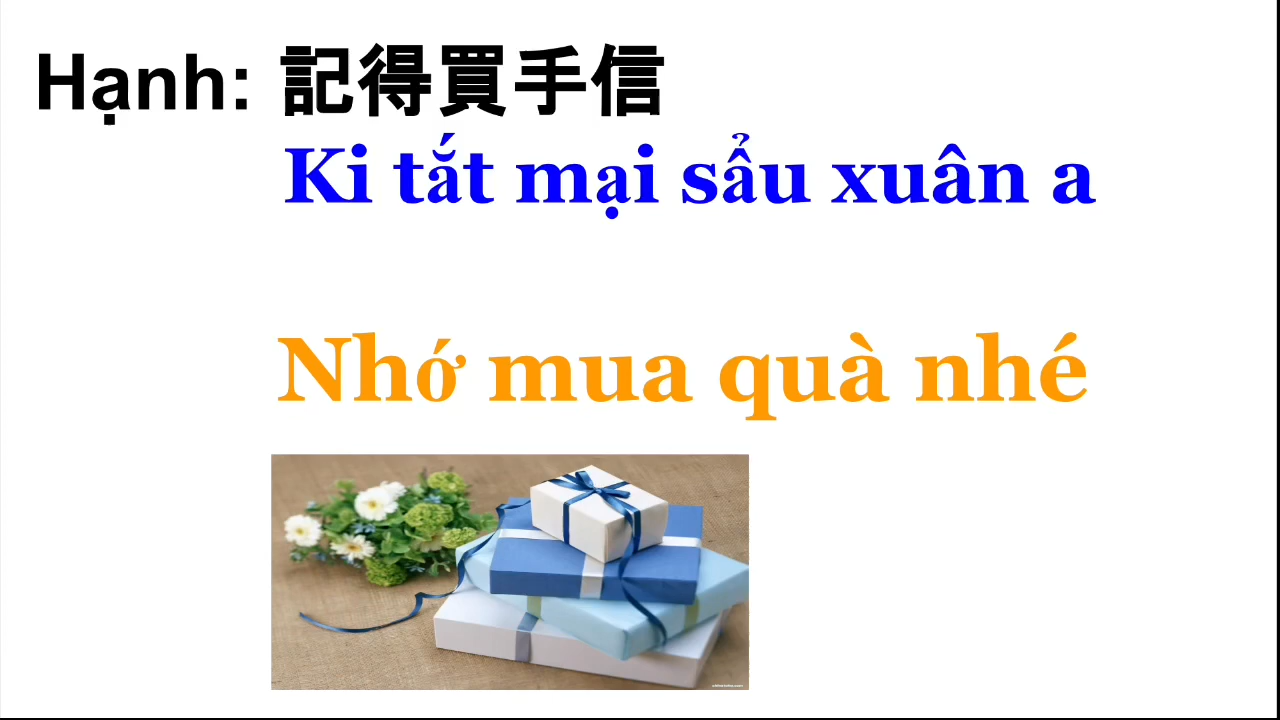 Hạnh: 記得買手信
Ki tắt mại sẩu xuân a
Nhớ mua quà nhé